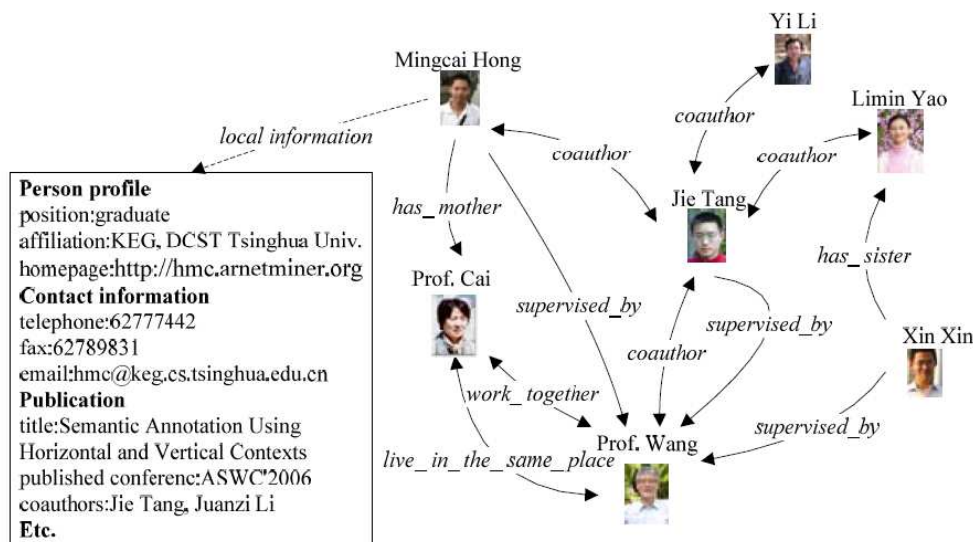 Yi Li
Mingcai Hong
Limin Yao
local information
coauthor
coauthor
coauthor
Person profile
position:graduate
affiliation:KEG, DCST Tsinghua Univ.
homepage:http://hmc.arnetminer.org
Contact information
telephone:62777442
fax:62789831
email:hmc@keg.cs.tsinghua.edu.cn
Publication
title:Semantic Annotation Using
Horizontal and Vertical Contexts
published conferenc:ASWC'2006
coauthors:Jie Tang, Juanzi Li
Etc.
has_mother
Jie Tang
Prof. Cai
has_sister
supervised_by
supervised_by
coauthor
Xin Xin
work_together
supervised_by
Prof. Wang
live_in_the_same_place